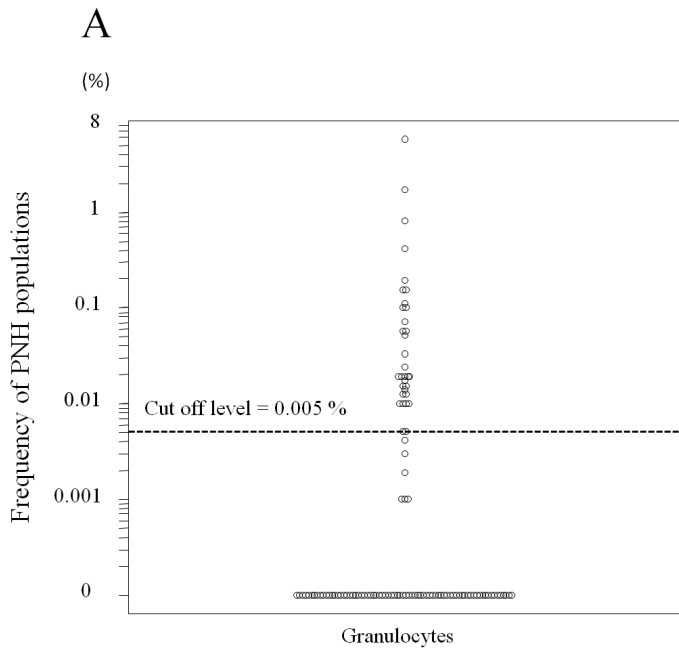 A
(%)
8
1
0.1
0.01
0.001
0
Frequency of PNH populations
Cut off level = 0.005 %
Granulocytes